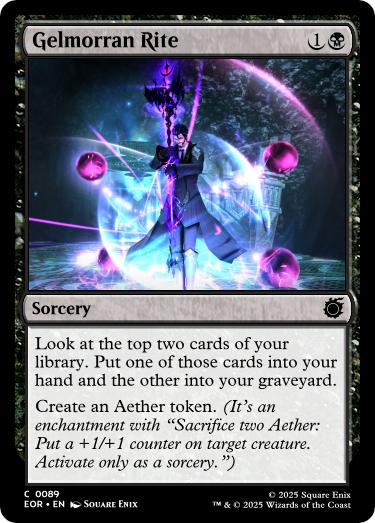 Gelmorran Rite 1
Sorcery
Look at the top two cards of your
library. Put one of those cards into your
hand and the other into your graveyard.
Create an Aether token. (It's an
enchantment with “Sacrifice two Aether:
Put a +1/+1 counter on target creature.
Activate only as a sorcery.”)
C 0089
EOR • EN Square Enix
© 2025 Square Enix
™ & © 2025 Wizards of the Coast